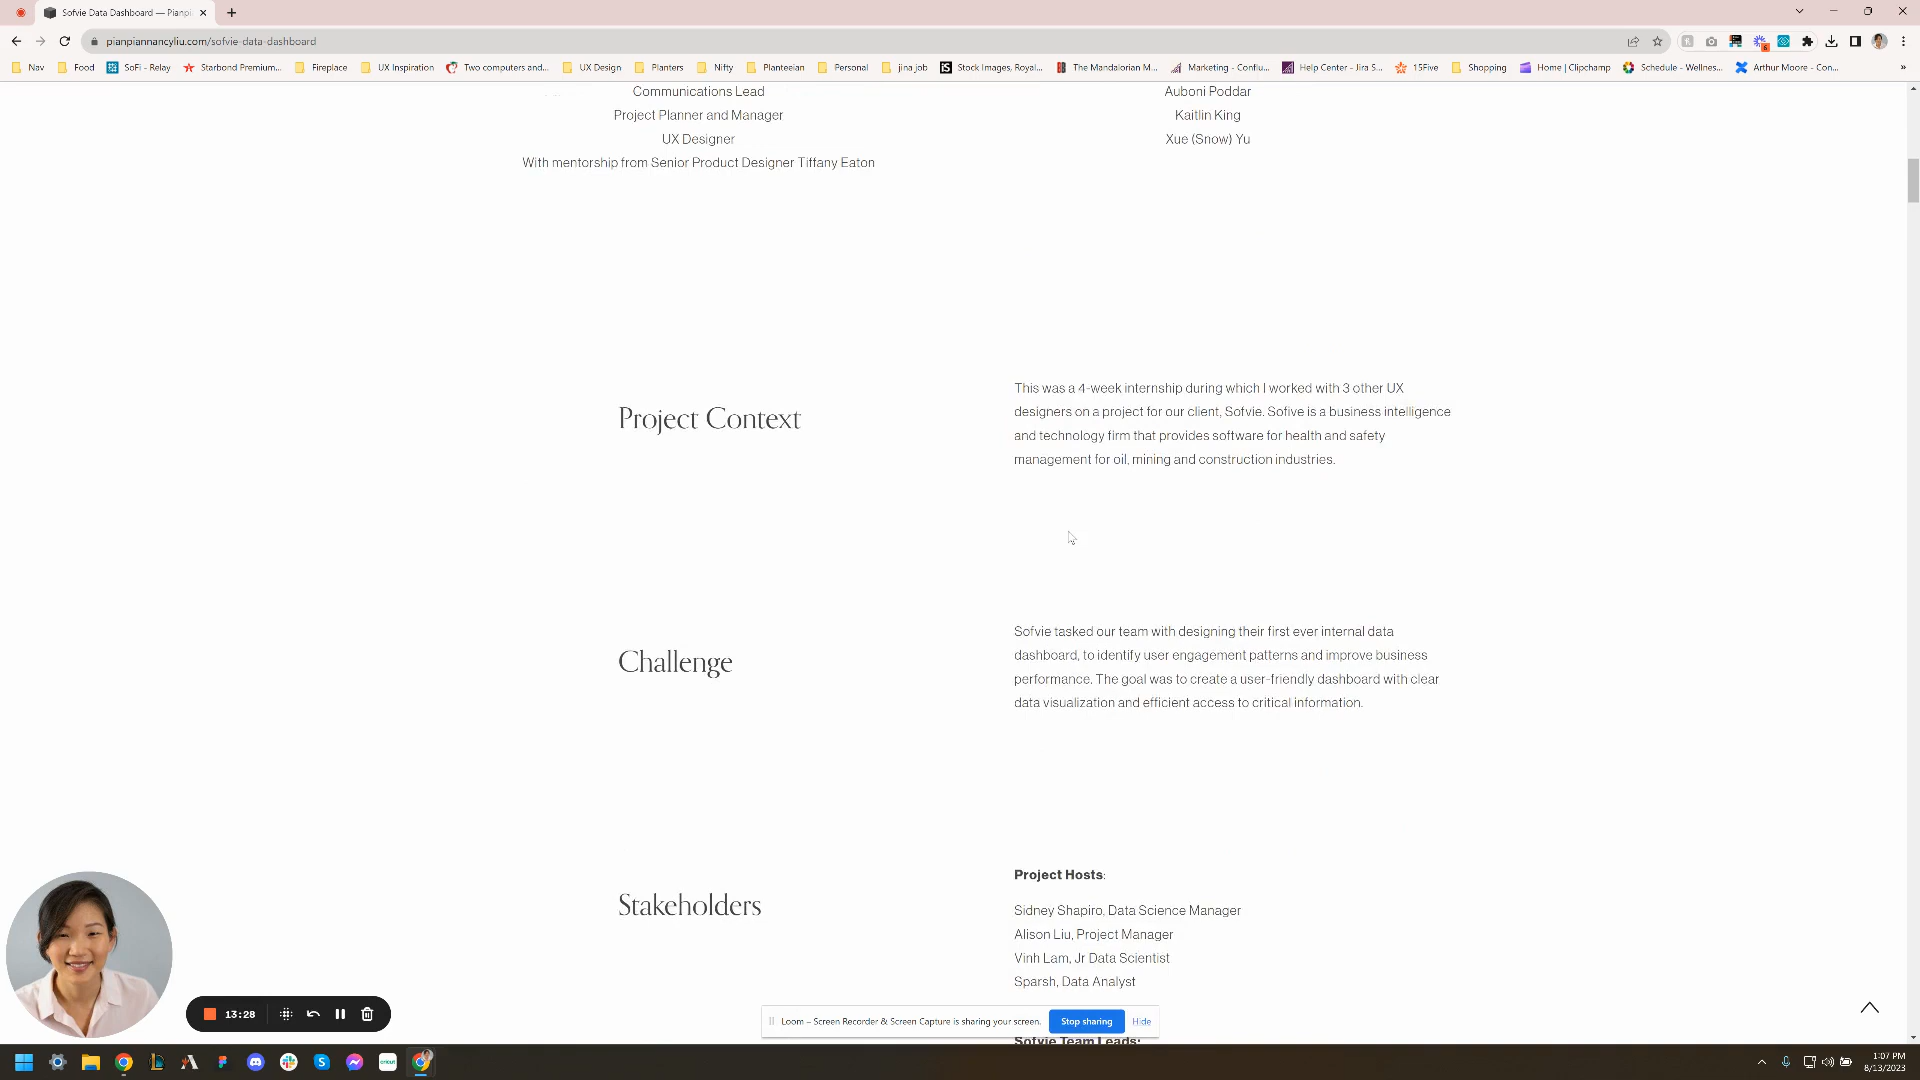 Sofvie Data Dashboard — Pianpi
pianpiannancyliu.com/sofvie-data-dashboard
Nav
Food
SoFi - Relay
Starbond Premium...
Fireplace
UX Inspiration
Two computers and...
UX Design
Planters
Nifty
Planteeian
Personal
jina job
Stock Images, Royal...
The Mandalorian M...
Marketing - Conflu...
Help Center - Jira S...
15Five
Shopping
Home | Clipchamp
Schedule - Wellnes...
Arthur Moore - Con...
»
Communications Lead
Project Planner and Manager
UX Designer
With mentorship from Senior Product Designer Tiffany Eaton
Auboni Poddar
Kaitlin King
Xue (Snow) Yu
Project Context
This was a 4-week internship during which I worked with 3 other UX
designers on a project for our client, Sofvie. Sofive is a business intelligence
and technology firm that provides software for health and safety
management for oil, mining and construction industries.
Challenge
Sofvie tasked our team with designing their first ever internal data
dashboard, to identify user engagement patterns and improve business
performance. The goal was to create a user-friendly dashboard with clear
data visualization and efficient access to critical information.
Stakeholders
Project Hosts:
Sidney Shapiro, Data Science Manager
Alison Liu, Project Manager
Vinh Lam, Jr Data Scientist
Sparsh, Data Analyst
Sofvie Team Leads:
13:28
Loom – Screen Recorder & Screen Capture is sharing your screen.
Stop sharing
Hide
1:07 PM
8/13/2023